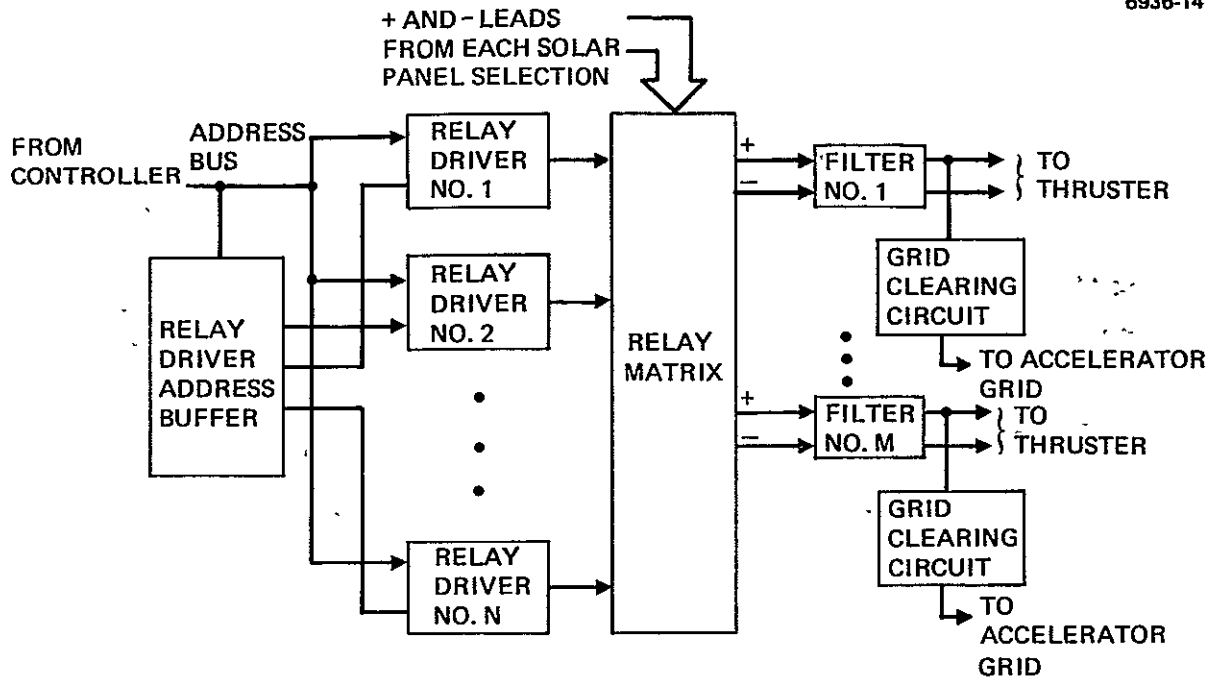 6936-14
+ AND - LEADS
FROM EACH SOLAR
PANEL SELECTION
FROM
CONTROLLER
ADDRESS
BUS
RELAY
DRIVER
NO. 1
RELAY
DRIVER
NO. 2
RELAY
DRIVER
ADDRESS
BUFFER
RELAY
DRIVER
NO. N
RELAY
MATRIX
+
−
FILTER
NO. 1
TO
THRUSTER
GRID
CLEARING
CIRCUIT
TO ACCELERATOR
GRID
+
−
FILTER
NO. M
TO
THRUSTER
GRID
CLEARING
CIRCUIT
TO
ACCELERATOR
GRID